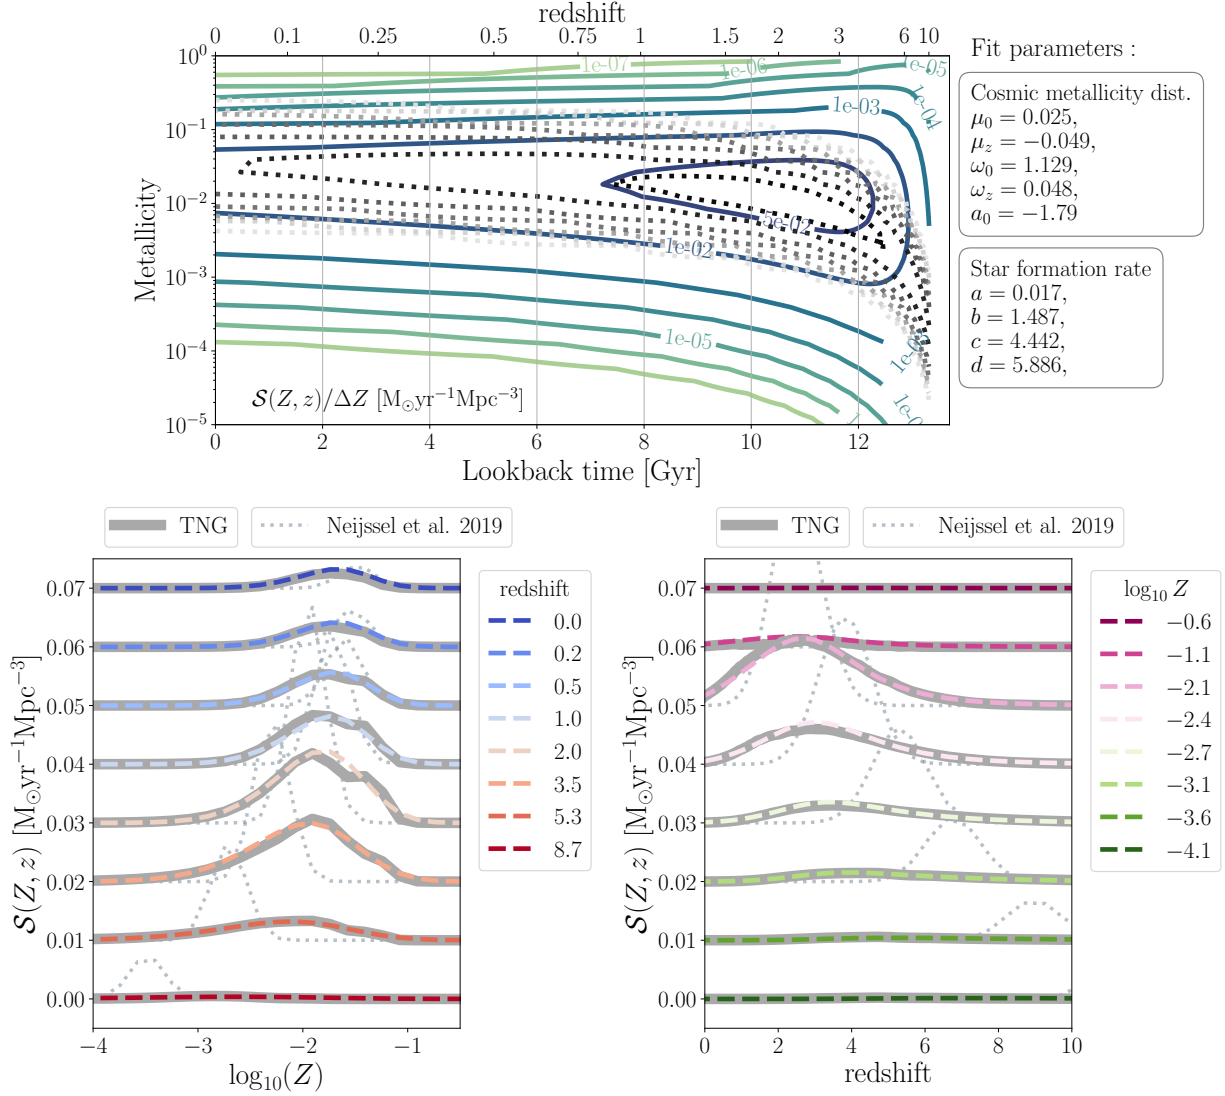 redshift
0 0.1 0.25 0.5 0.75 1 1.5 2 3 6 10
Metallicity
10⁰
10⁻¹
10⁻²
10⁻³
10⁻⁴
10⁻⁵
1e-07
1e-06
1e-05
1e-04
1e-03
5e-02
1e-02
1e-05
𝒮(Z, z)/ΔZ [M⊙yr⁻¹Mpc⁻³]
0 2 4 6 8 10 12
Lookback time [Gyr]
Fit parameters :
Cosmic metallicity dist.
μ₀ = 0.025,
μ_z = −0.049,
ω₀ = 1.129,
ω_z = 0.048,
a₀ = −1.79
Star formation rate
a = 0.017,
b = 1.487,
c = 4.442,
d = 5.886,
TNG
Neijssel et al. 2019
𝒮(Z, z) [M⊙yr⁻¹Mpc⁻³]
0.07
0.06
0.05
0.04
0.03
0.02
0.01
0.00
−4 −3 −2 −1
log₁₀(Z)
redshift
0.0
0.2
0.5
1.0
2.0
3.5
5.3
8.7
TNG
Neijssel et al. 2019
𝒮(Z, z) [M⊙yr⁻¹Mpc⁻³]
0.07
0.06
0.05
0.04
0.03
0.02
0.01
0.00
0 2 4 6 8 10
redshift
log₁₀ Z
−0.6
−1.1
−2.1
−2.4
−2.7
−3.1
−3.6
−4.1